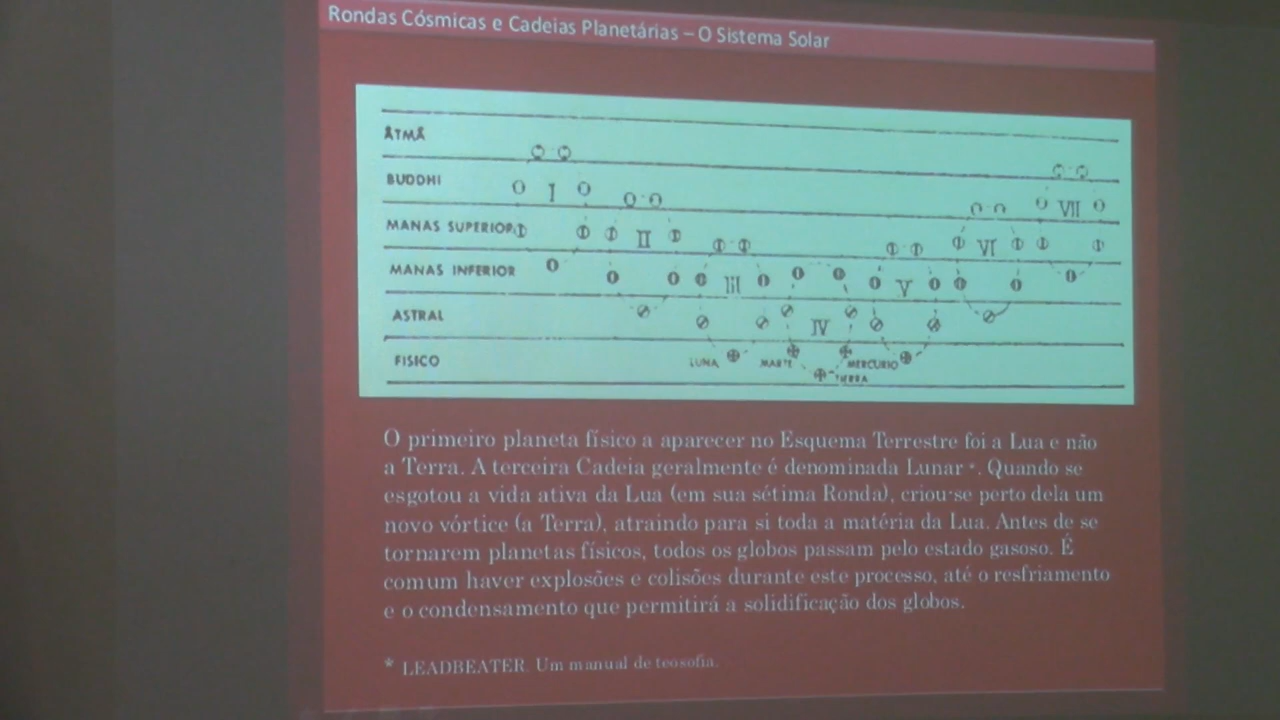 Rondas Cósmicas e Cadeias Planetárias – O Sistema Solar
ÂTMÂ
BUDDHI
I
VII
MANAS SUPERIOR
II
VI
MANAS INFERIOR
III
V
ASTRAL
IV
FISICO
LUNA
MARTE
MERCURIO
TIERRA
O primeiro planeta físico a aparecer no Esquema Terrestre foi a Lua e não
a Terra. A terceira Cadeia geralmente é denominada Lunar *. Quando se
esgotou a vida ativa da Lua (em sua sétima Ronda), criou-se perto dela um
novo vórtice (a Terra), atraindo para si toda a matéria da Lua. Antes de se
tornarem planetas físicos, todos os globos passam pelo estado gasoso. É
comum haver explosões e colisões durante este processo, até o resfriamento
e o condensamento que permitirá a solidificação dos globos.
* LEADBEATER. Um manual de teosofia.